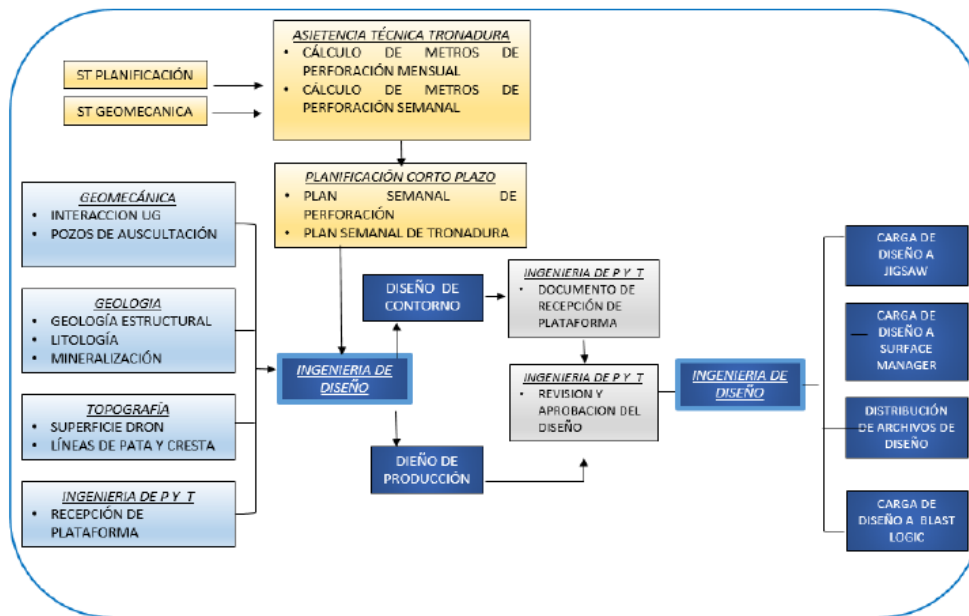 ASIETENCIA TÉCNICA TRONADURA
• CÁLCULO DE METROS DE
PERFORACIÓN MENSUAL
• CÁLCULO DE METROS DE
PERFORACIÓN SEMANAL
ST PLANIFICACIÓN
ST GEOMECANICA
PLANIFICACIÓN CORTO PLAZO
• PLAN SEMANAL DE
PERFORACIÓN
• PLAN SEMANAL DE TRONADURA
GEOMECÁNICA
• INTERACCION UG
• POZOS DE AUSCULTACIÓN
GEOLOGIA
• GEOLOGÍA ESTRUCTURAL
• LITOLOGÍA
• MINERALIZACIÓN
TOPOGRAFÍA
• SUPERFICIE DRON
• LÍNEAS DE PATA Y CRESTA
INGENIERIA DE P Y T
• RECEPCIÓN DE
PLATAFORMA
INGENIERIA DE
DISEÑO
DISEÑO DE
CONTORNO
DIEÑO DE
PRODUCCIÓN
INGENIERIA DE P Y T
• DOCUMENTO DE
RECEPCIÓN DE
PLATAFORMA
INGENIERIA DE P Y T
• REVISION Y
APROBACION DEL
DISEÑO
INGENIERIA DE
DISEÑO
CARGA DE
DISEÑO A
JIGSAW
CARGA DE
DISEÑO A
SURFACE
MANAGER
DISTRIBUCIÓN
DE ARCHIVOS DE
DISEÑO
CARGA DE
DISEÑO A BLAST
LOGIC